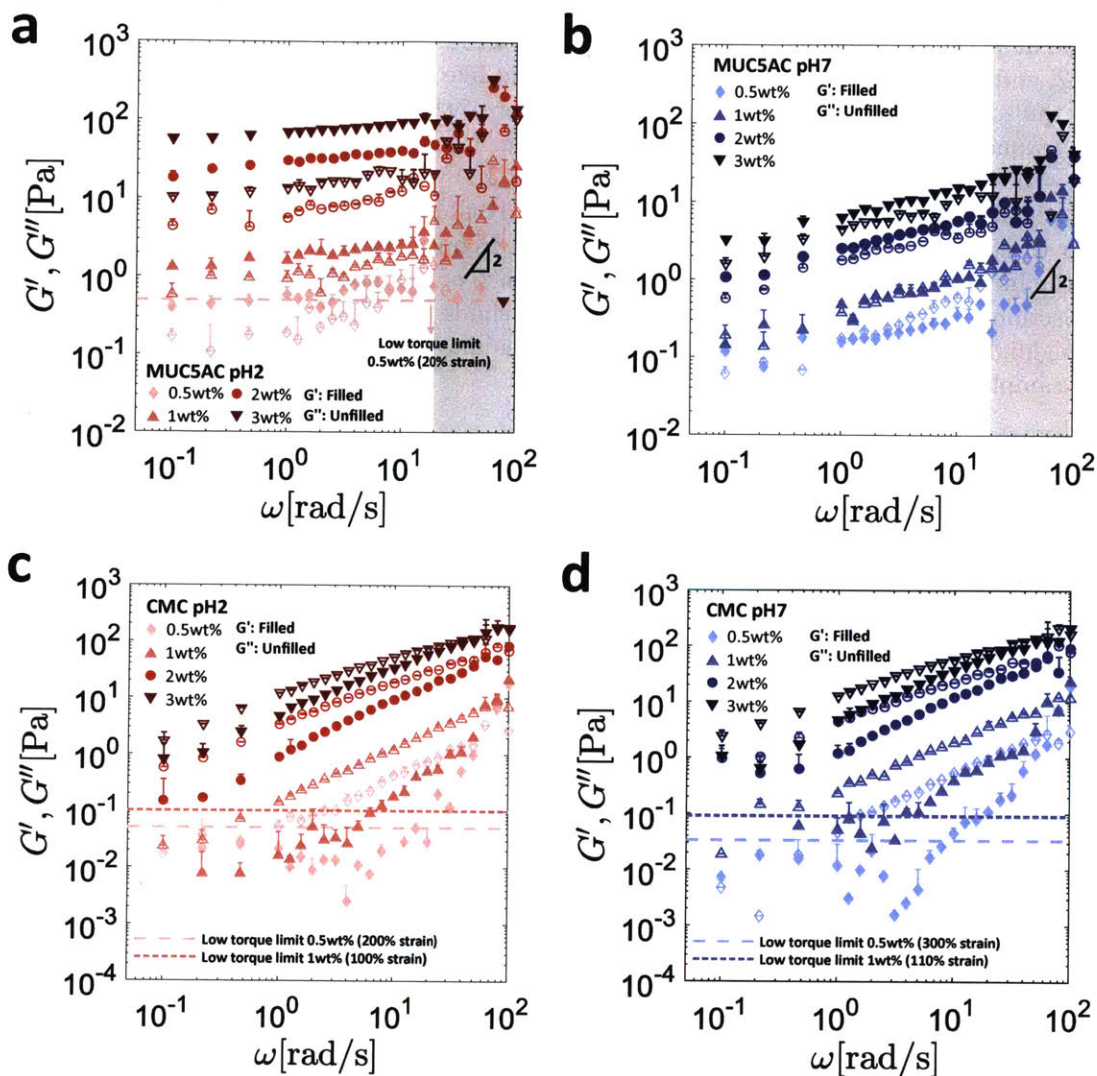 a
10³
10²
10¹
10⁰
10⁻¹
10⁻²
G′, G″[Pa]
2
Low torque limit
0.5wt% (20% strain)
MUC5AC pH2
0.5wt% 2wt% G': Filled
1wt% 3wt% G'': Unfilled
10⁻¹ 10⁰ 10¹ 10²
ω[rad/s]
b
10³
10²
10¹
10⁰
10⁻¹
10⁻²
G′, G″[Pa]
MUC5AC pH7
0.5wt% G': Filled
1wt% G'': Unfilled
2wt%
3wt%
2
10⁻¹ 10⁰ 10¹ 10²
ω[rad/s]
c
10³
10²
10¹
10⁰
10⁻¹
10⁻²
10⁻³
10⁻⁴
G′, G″[Pa]
CMC pH2
0.5wt% G': Filled
1wt% G'': Unfilled
2wt%
3wt%
Low torque limit 0.5wt% (200% strain)
Low torque limit 1wt% (100% strain)
10⁻¹ 10⁰ 10¹ 10²
ω[rad/s]
d
10³
10²
10¹
10⁰
10⁻¹
10⁻²
10⁻³
10⁻⁴
G′, G″[Pa]
CMC pH7
0.5wt% G': Filled
1wt% G'': Unfilled
2wt%
3wt%
Low torque limit 0.5wt% (300% strain)
Low torque limit 1wt% (110% strain)
10⁻¹ 10⁰ 10¹ 10²
ω[rad/s]